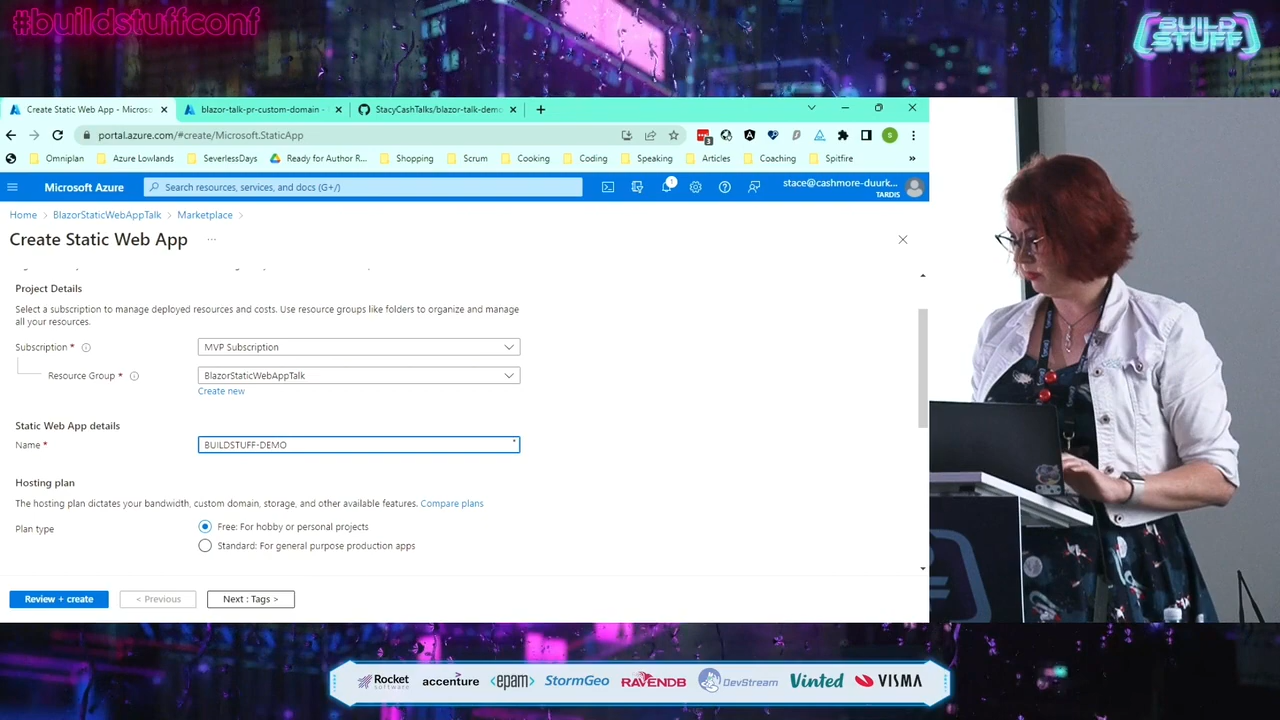 #buildstuffconf
BUILD STUFF
Create Static Web App - Micros
blazor-talk-pr-custom-domain -
StacyCashTalks/blazor-talk-demo
portal.azure.com/#create/Microsoft.StaticApp
3
S
Omniplan
Azure Lowlands
SeverlessDays
Ready for Author R...
Shopping
Scrum
Cooking
Coding
Speaking
Articles
Coaching
Spitfire
»
Microsoft Azure
Search resources, services, and docs (G+/)
1
stace@cashmore-duurk...
TARDIS
Home > BlazorStaticWebAppTalk > Marketplace >
Create Static Web App ...
Project Details
Select a subscription to manage deployed resources and costs. Use resource groups like folders to organize and manage
all your resources.
Subscription *
MVP Subscription
Resource Group *
BlazorStaticWebAppTalk
Create new
Static Web App details
Name *
BUILDSTUFF-DEMO
Hosting plan
The hosting plan dictates your bandwidth, custom domain, storage, and other available features. Compare plans
Plan type
Free: For hobby or personal projects
Standard: For general purpose production apps
Review + create
< Previous
Next : Tags >
Rocket software
accenture
<epam>
StormGeo
RAVENDB
DevStream
Vinted
VISMA